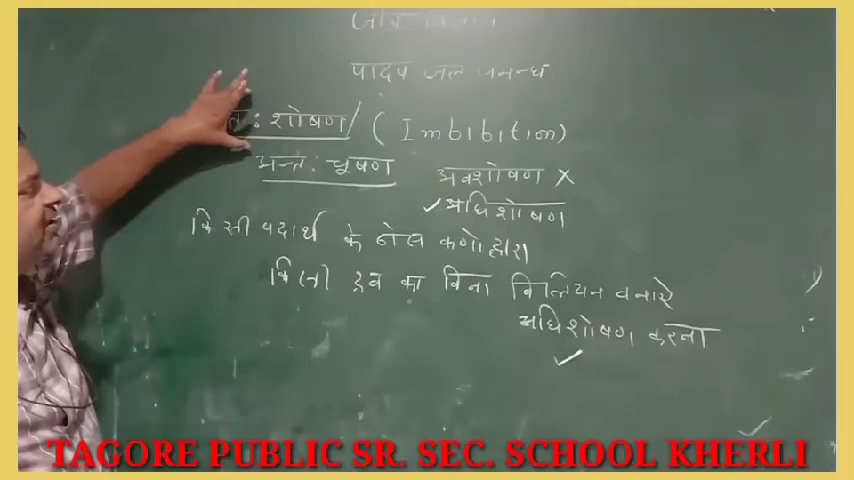 जीव विज्ञान
पादप जल सम्बन्ध
शोषण / (Imbibition)
अन्तः चूषण
अवशोषण X
✓ अधिशोषण
किसी पदार्थ के ठोस कणो द्वारा
किसी द्रव का बिना विलियन बनाये
अधिशोषण करना
✓
TAGORE PUBLIC SR. SEC. SCHOOL KHERLI